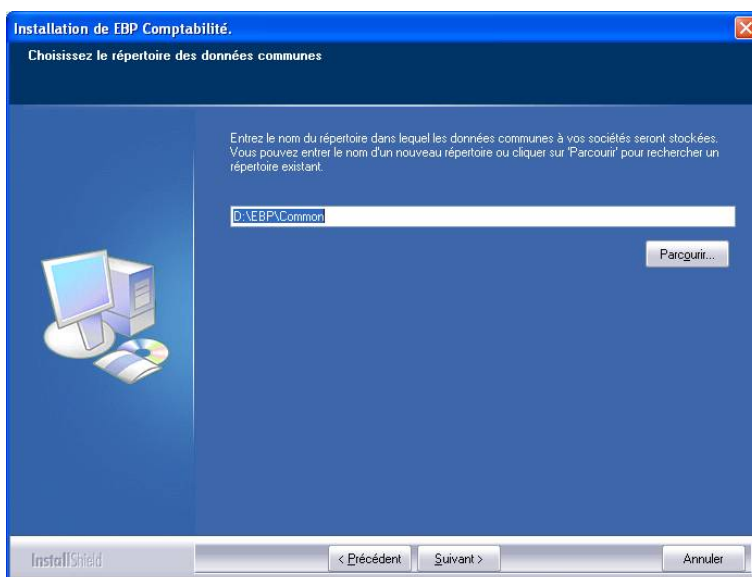 Installation de EBP Comptabilité.
Choisissez le répertoire des données communes
Entrez le nom du répertoire dans lequel les données communes à vos sociétés seront stockées.
Vous pouvez entrer le nom d'un nouveau répertoire ou cliquer sur 'Parcourir' pour rechercher un
répertoire existant.
D:\EBP\Common
Parcourir...
InstallShield
< Précédent
Suivant >
Annuler